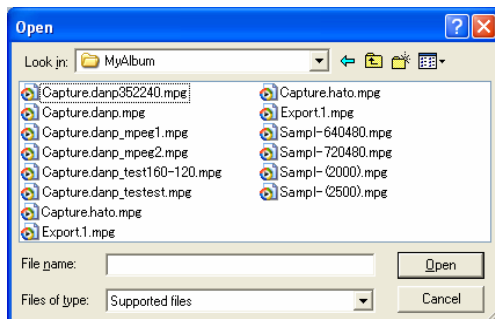 Open
Look in: MyAlbum
Capture.danp352240.mpg
Capture.danp.mpg
Capture.danp_mpeg1.mpg
Capture.danp_mpeg2.mpg
Capture.danp_test160-120.mpg
Capture.danp_testest.mpg
Capture.hato.mpg
Export.1.mpg
Capture.hato.mpg
Export.1.mpg
Sampl-640480.mpg
Sampl-720480.mpg
Sampl-(2000).mpg
Sampl-(2500).mpg
File name:
Open
Files of type: Supported files
Cancel